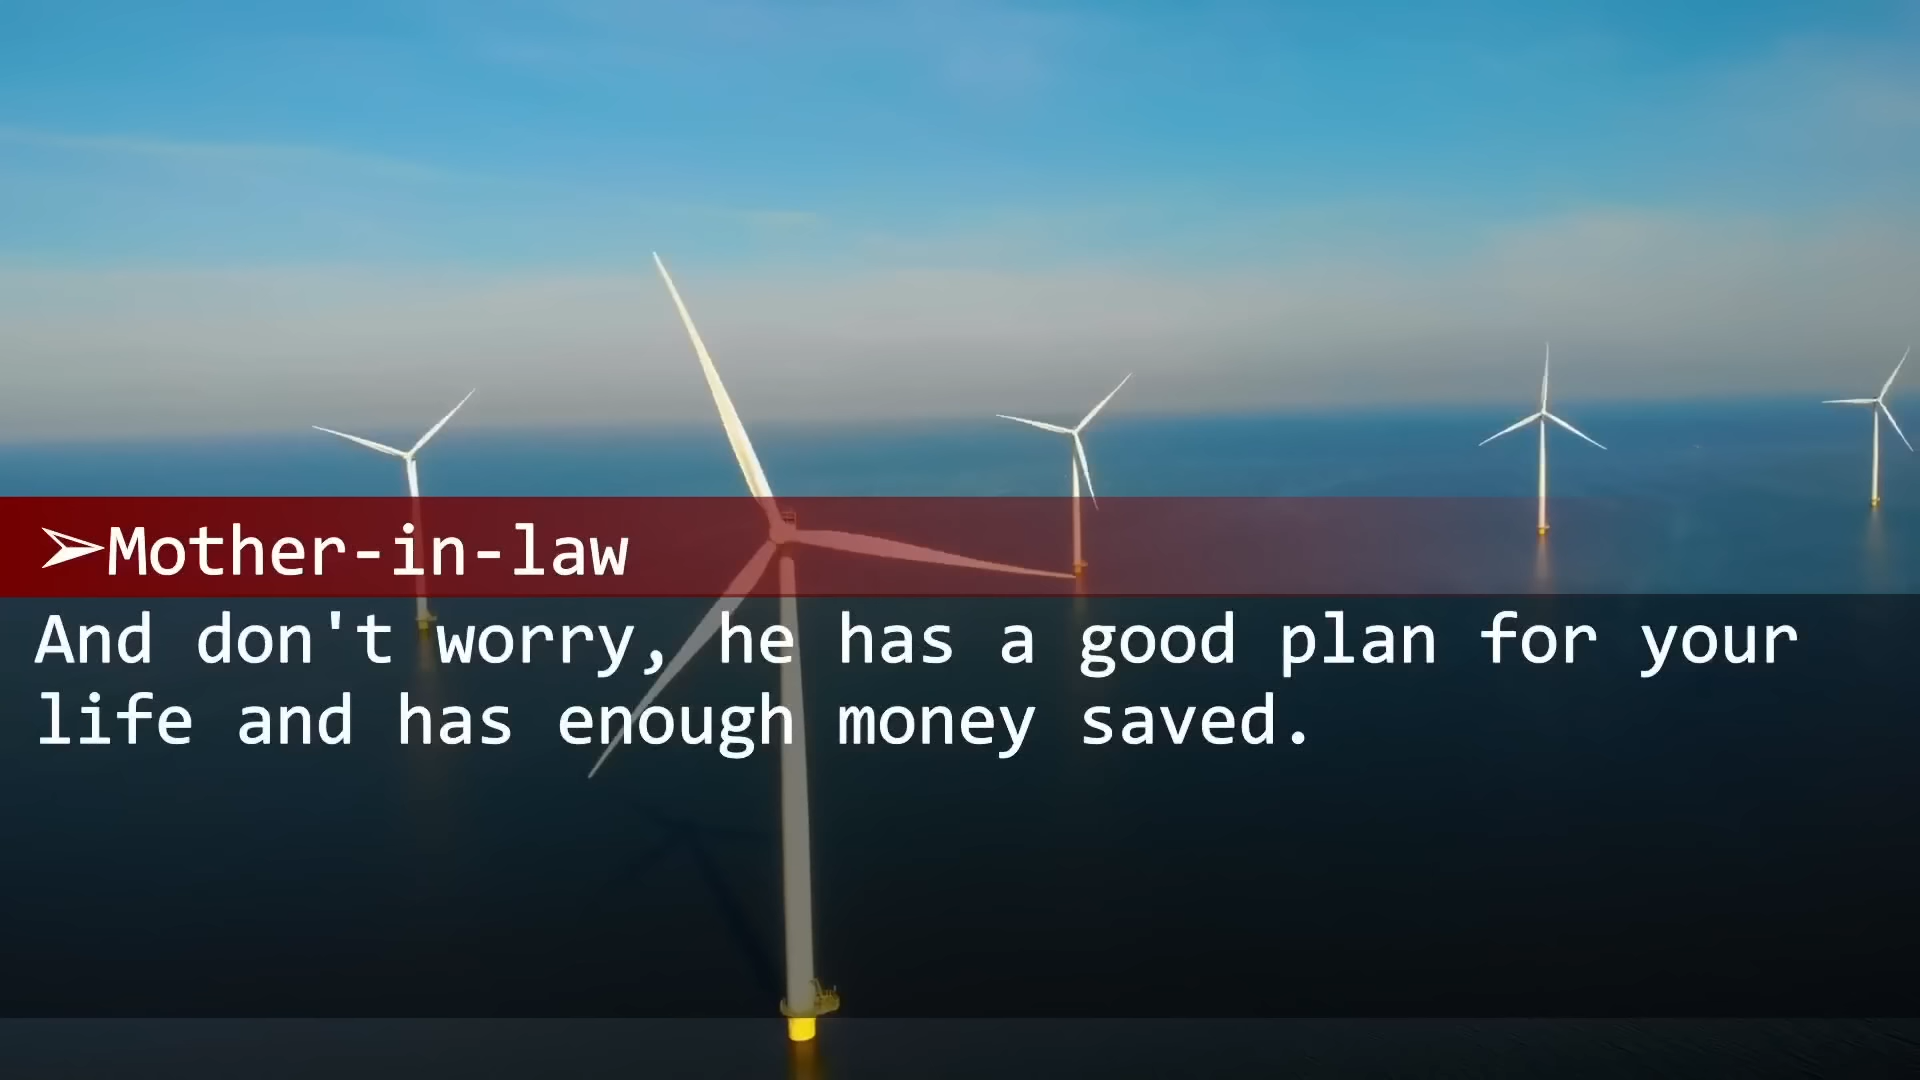 ➢Mother-in-law
And don't worry, he has a good plan for your
life and has enough money saved.